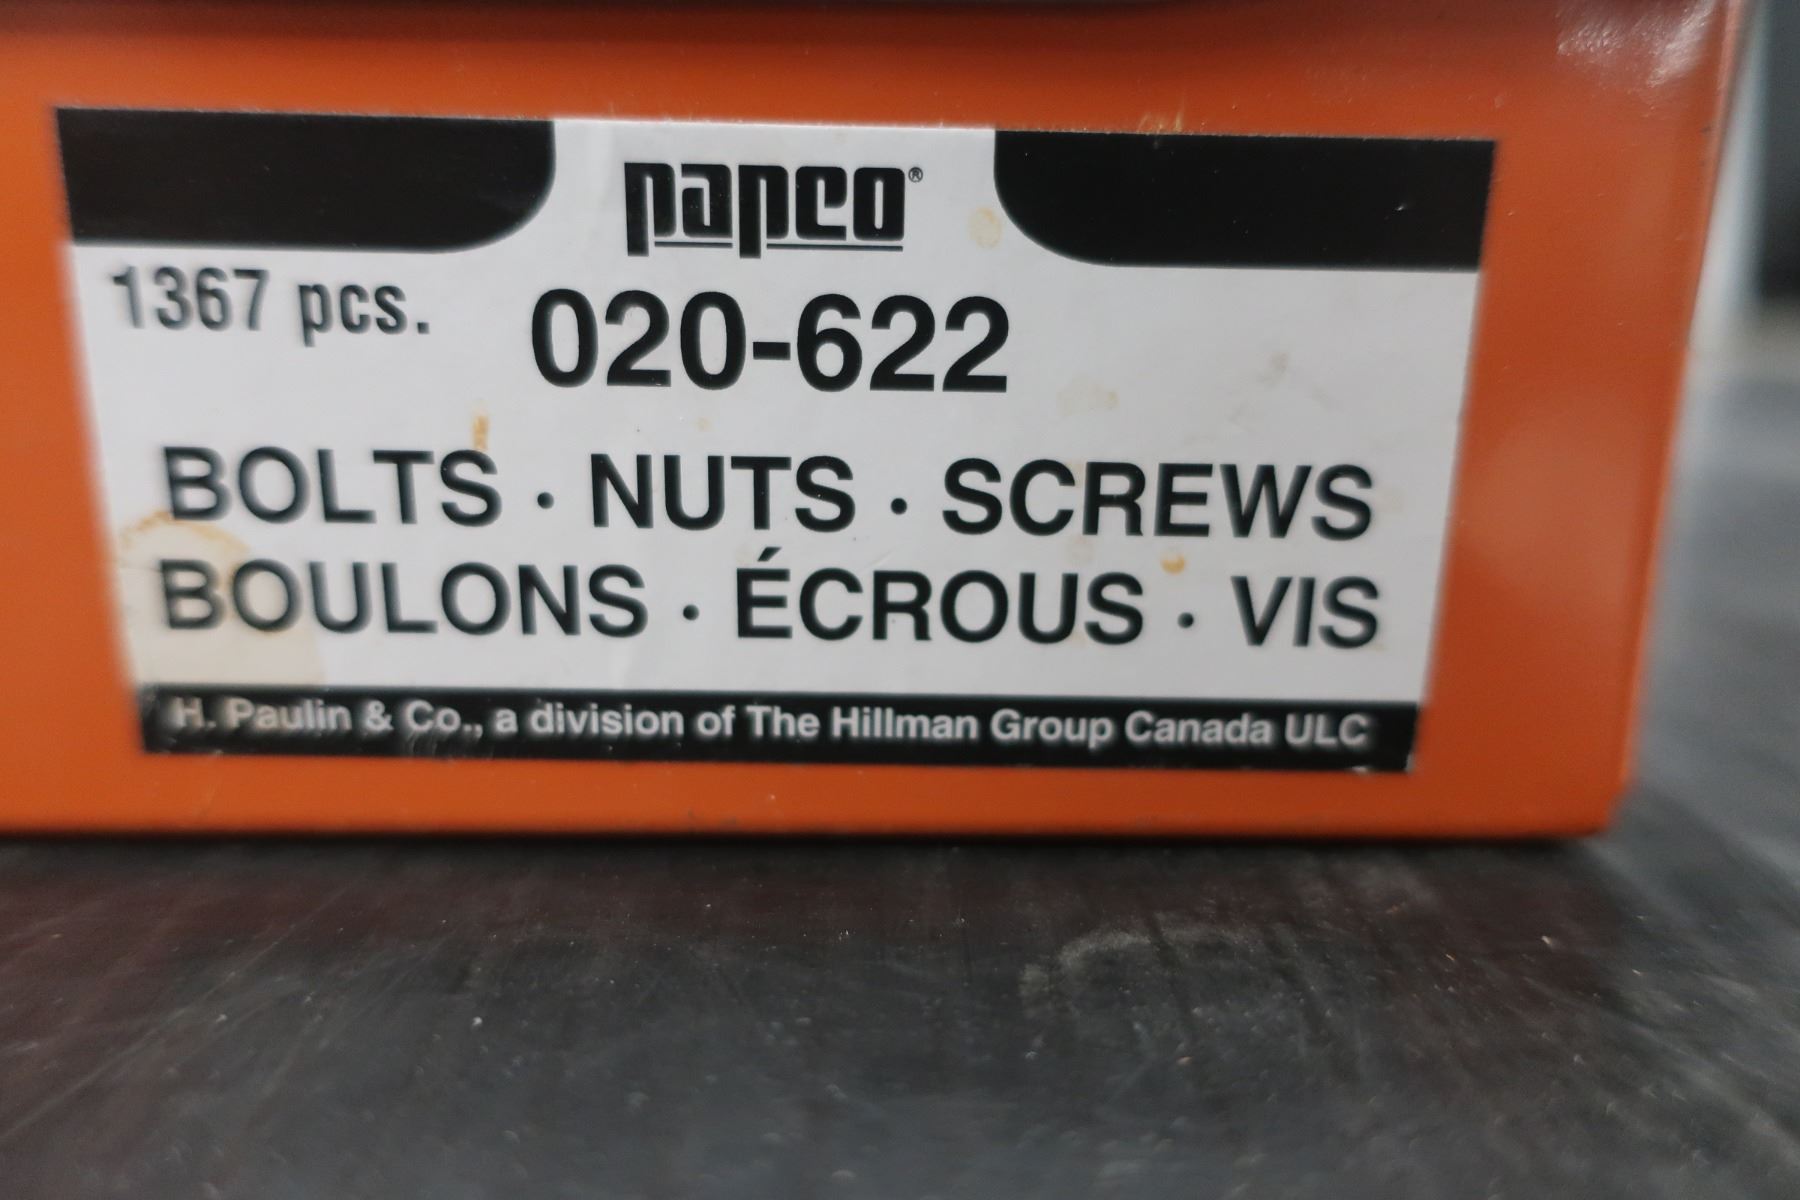 papco®
1367 pcs. 020-622
BOLTS · NUTS · SCREWS
BOULONS · ÉCROUS · VIS
H. Paulin & Co., a division of The Hillman Group Canada ULC